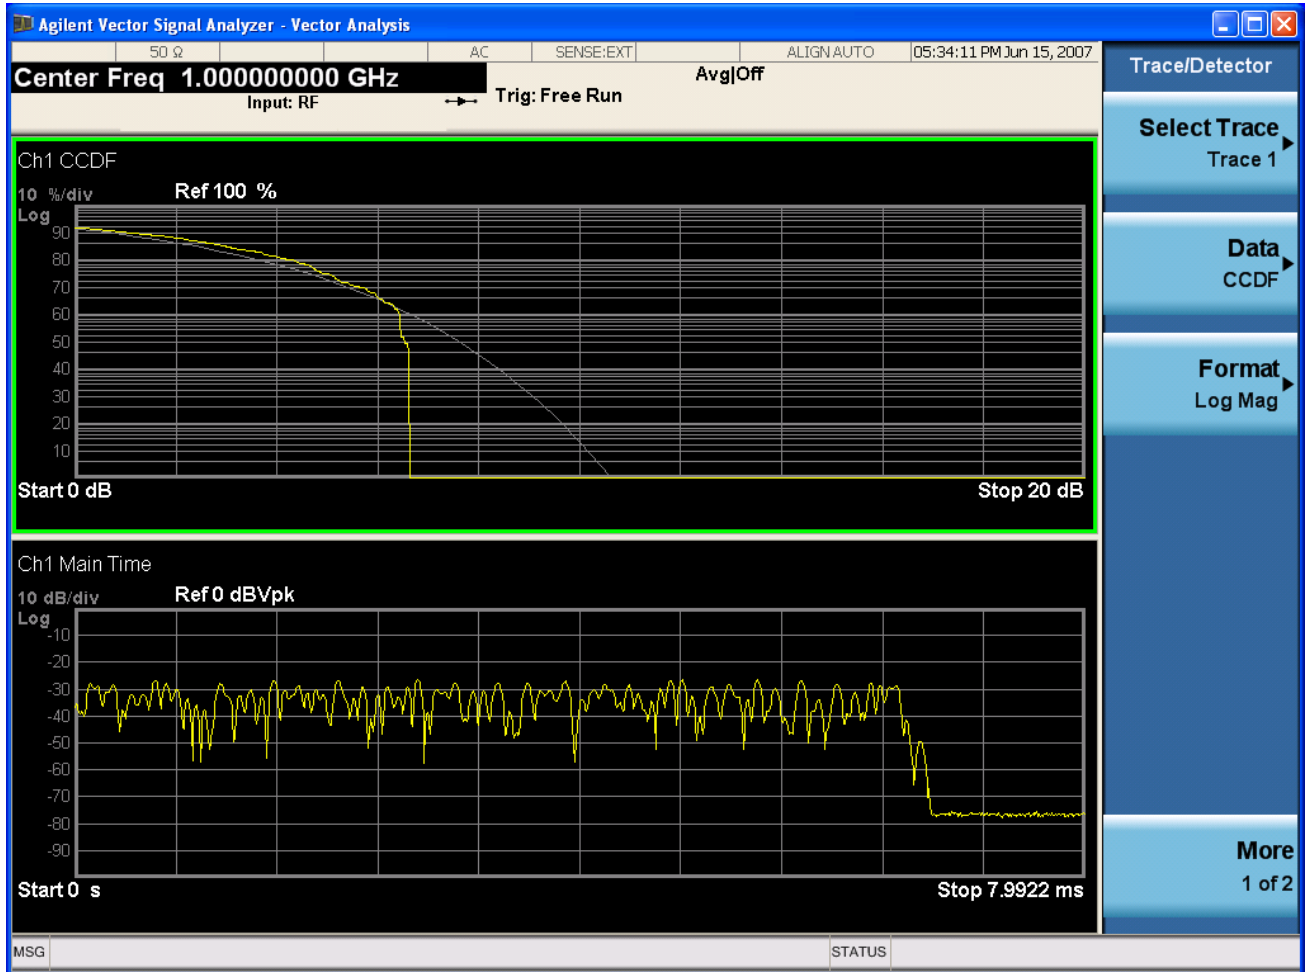 Agilent Vector Signal Analyzer - Vector Analysis
50 Ω AC SENSE:EXT ALIGN AUTO 05:34:11 PM Jun 15, 2007
Center Freq 1.000000000 GHz
Input: RF
Trig: Free Run
Avg|Off
Ch1 CCDF
10 %/div Ref 100 %
Log
90
80
70
60
50
40
30
20
10
Start 0 dB Stop 20 dB
Ch1 Main Time
10 dB/div Ref 0 dBVpk
Log
-10
-20
-30
-40
-50
-60
-70
-80
-90
Start 0 s Stop 7.9922 ms
Trace/Detector
Select Trace
Trace 1
Data
CCDF
Format
Log Mag
More
1 of 2
MSG STATUS